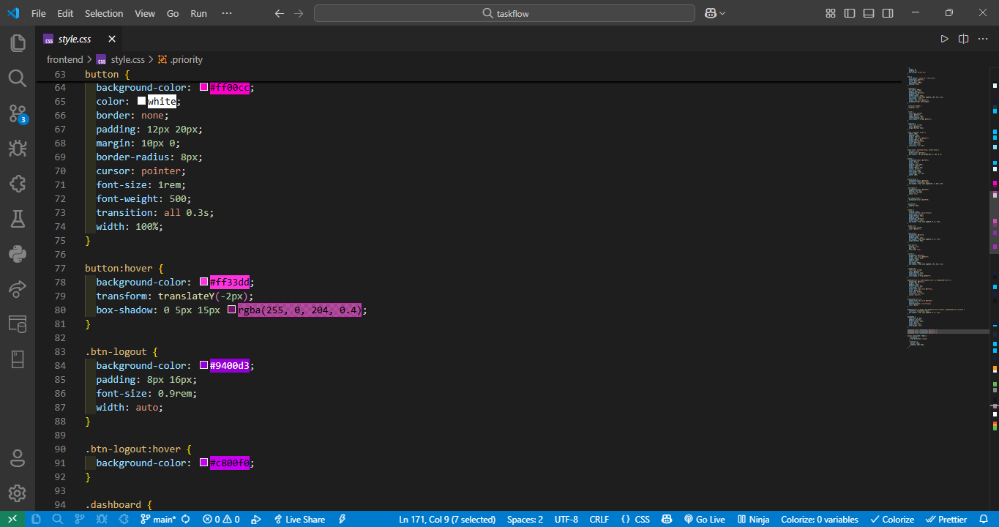 File Edit Selection View Go Run ··· taskflow
style.css
frontend > style.css > .priority
63 button {
64 background-color: #ff00cc;
65 color: white;
66 border: none;
67 padding: 12px 20px;
68 margin: 10px 0;
69 border-radius: 8px;
70 cursor: pointer;
71 font-size: 1rem;
72 font-weight: 500;
73 transition: all 0.3s;
74 width: 100%;
75 }
76
77 button:hover {
78 background-color: #ff33dd;
79 transform: translateY(-2px);
80 box-shadow: 0 5px 15px rgba(255, 0, 204, 0.4);
81 }
82
83 .btn-logout {
84 background-color: #9400d3;
85 padding: 8px 16px;
86 font-size: 0.9rem;
87 width: auto;
88 }
89
90 .btn-logout:hover {
91 background-color: #c800f0;
92 }
93
94 .dashboard {
3
main* 0 0 Live Share Ln 171, Col 9 (7 selected) Spaces: 2 UTF-8 CRLF {} CSS Go Live Ninja Colorize: 0 variables Colorize Prettier